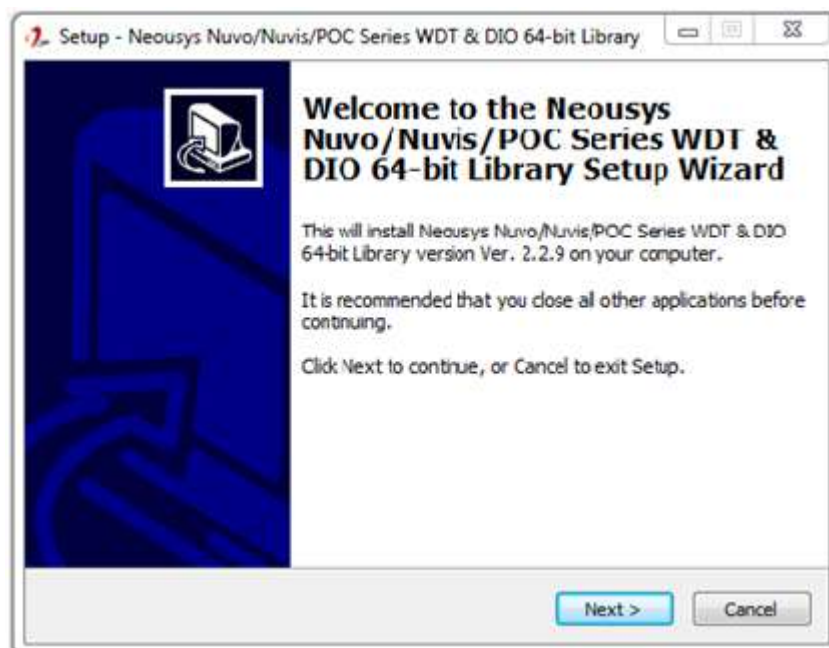 Setup - Neousys Nuvo/Nuvis/POC Series WDT & DIO 64-bit Library
Welcome to the Neousys
Nuvo/Nuvis/POC Series WDT &
DIO 64-bit Library Setup Wizard
This will install Neousys Nuvo/Nuvis/POC Series WDT & DIO
64-bit Library version Ver. 2.2.9 on your computer.
It is recommended that you close all other applications before
continuing.
Click Next to continue, or Cancel to exit Setup.
Next >
Cancel